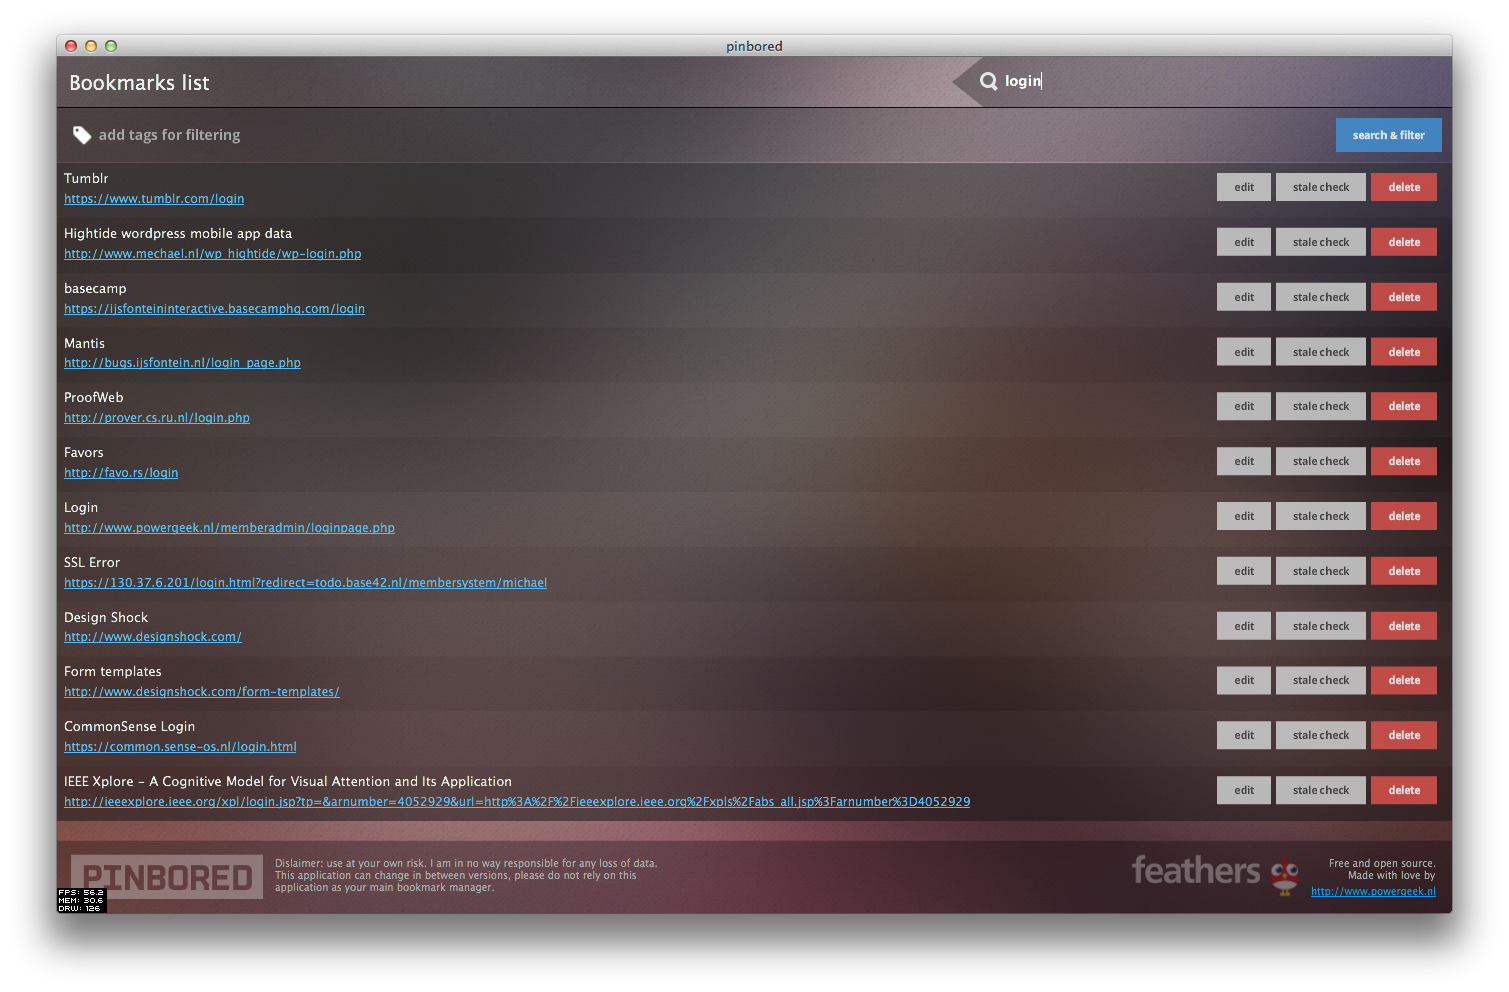 pinbored
Bookmarks list
login
add tags for filtering
search & filter
Tumblr
https://www.tumblr.com/login
edit stale check delete
Hightide wordpress mobile app data
http://www.mechael.nl/wp_hightide/wp-login.php
edit stale check delete
basecamp
https://ijsfonteininteractive.basecamphq.com/login
edit stale check delete
Mantis
http://bugs.ijsfontein.nl/login_page.php
edit stale check delete
ProofWeb
http://prover.cs.ru.nl/login.php
edit stale check delete
Favors
http://favo.rs/login
edit stale check delete
Login
http://www.powergeek.nl/memberadmin/loginpage.php
edit stale check delete
SSL Error
https://130.37.6.201/login.html?redirect=todo.base42.nl/membersystem/michael
edit stale check delete
Design Shock
http://www.designshock.com/
edit stale check delete
Form templates
http://www.designshock.com/form-templates/
edit stale check delete
CommonSense Login
https://common.sense-os.nl/login.html
edit stale check delete
IEEE Xplore - A Cognitive Model for Visual Attention and Its Application
http://ieeexplore.ieee.org/xpl/login.jsp?tp=&arnumber=4052929&url=http%3A%2F%2Fieeexplore.ieee.org%2Fxpls%2Fabs_all.jsp%3Farnumber%3D4052929
edit stale check delete
PINBORED
Dislaimer: use at your own risk. I am in no way responsible for any loss of data.
This application can change in between versions, please do not rely on this
application as your main bookmark manager.
feathers
Free and open source.
Made with love by
http://www.powergeek.nl
FPS: 56.2
MEM: 30.6
DRW: 126